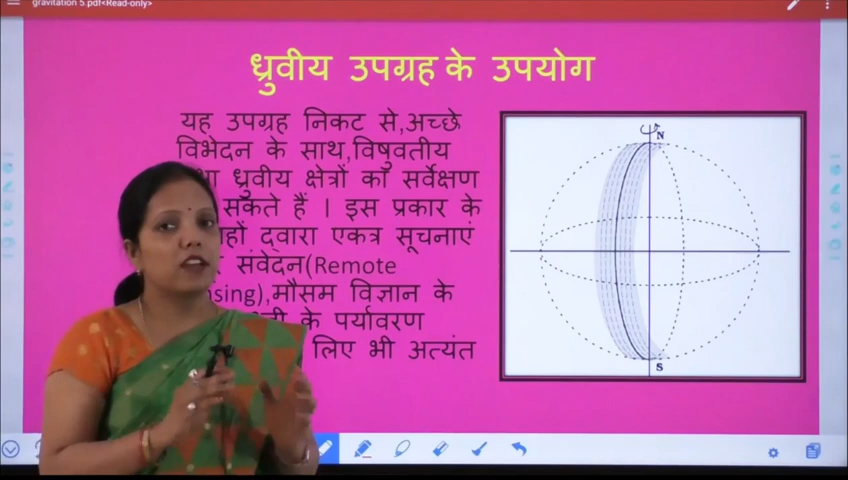 gravitation 5.pdf<Read-only>
ध्रुवीय उपग्रह के उपयोग
यह उपग्रह निकट से,अच्छे
विभेदन के साथ,विषुवतीय
ध्रुवीय क्षेत्रों का सर्वेक्षण
सकते हैं । इस प्रकार के
द्वारा एकत्र सूचनाएं
संवेदन(Remote
मौसम विज्ञान के
के पर्यावरण
लिए भी अत्यंत
N
S